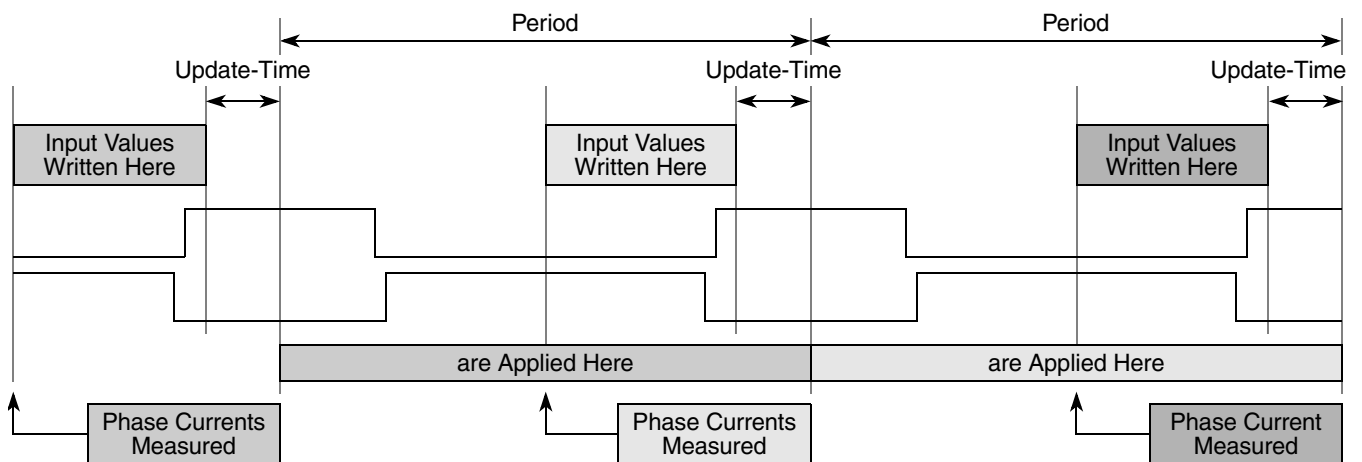 Period
Period
Update-Time
Update-Time
Update-Time
Input Values
Written Here
Input Values
Written Here
Input Values
Written Here
are Applied Here
are Applied Here
Phase Currents
Measured
Phase Currents
Measured
Phase Current
Measured